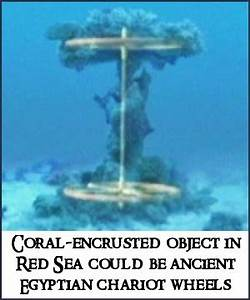 Coral-encrusted object in
Red Sea could be ancient
Egyptian chariot wheels